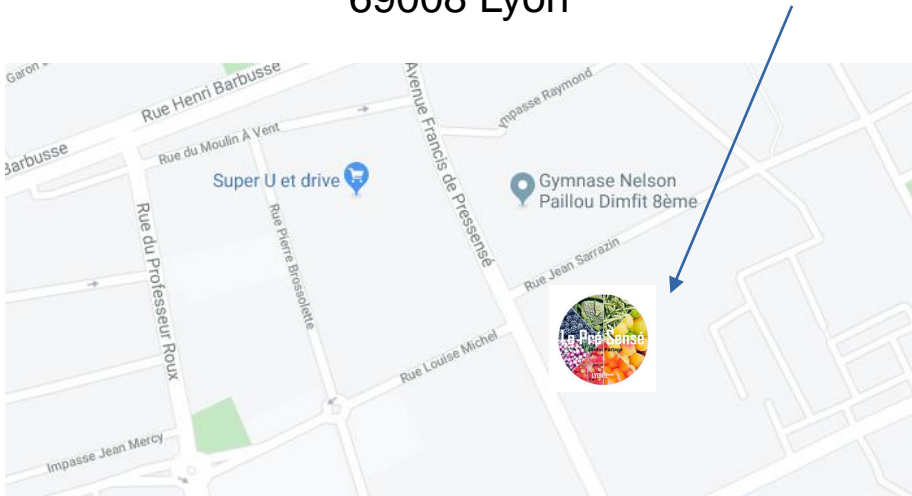 69008 Lyon
Garon
Rue Henri Barbusse
Avenue Francis de Pressensé
mpasse Raymond
Barbusse
Rue du Moulin À Vent
Super U et drive
Gymnase Nelson
Paillou Dimfit 8ème
Rue du Professeur Roux
Rue Pierre Brossolette
Rue Jean Sarrazin
Le Pré Sensé
Rue Louise Michel
Impasse Jean Mercy